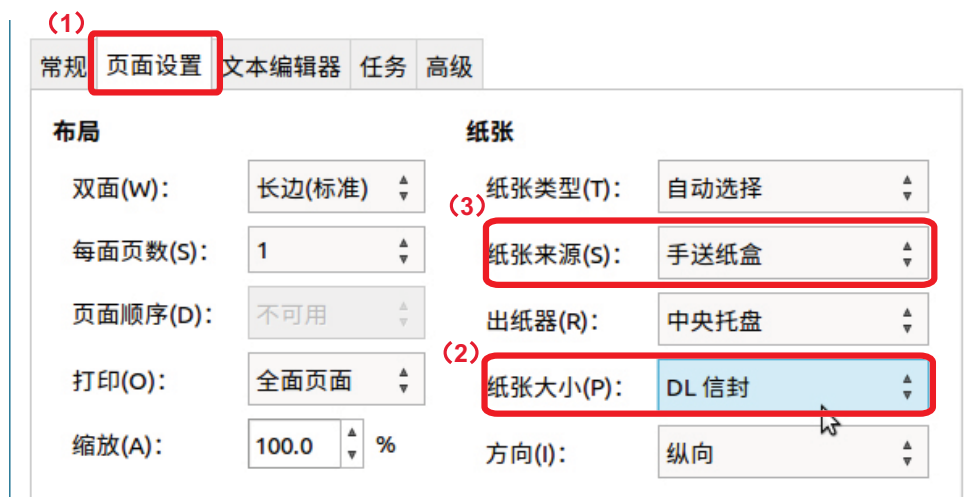 (1)
常规 页面设置 文本编辑器 任务 高级
布局
双面(W)： 长边(标准)
每面页数(S)： 1
页面顺序(D)： 不可用
打印(O)： 全面页面
缩放(A)： 100.0 %
纸张
纸张类型(T)： 自动选择
(3)
纸张来源(S)： 手送纸盒
出纸器(R)： 中央托盘
(2)
纸张大小(P)： DL 信封
方向(I)： 纵向